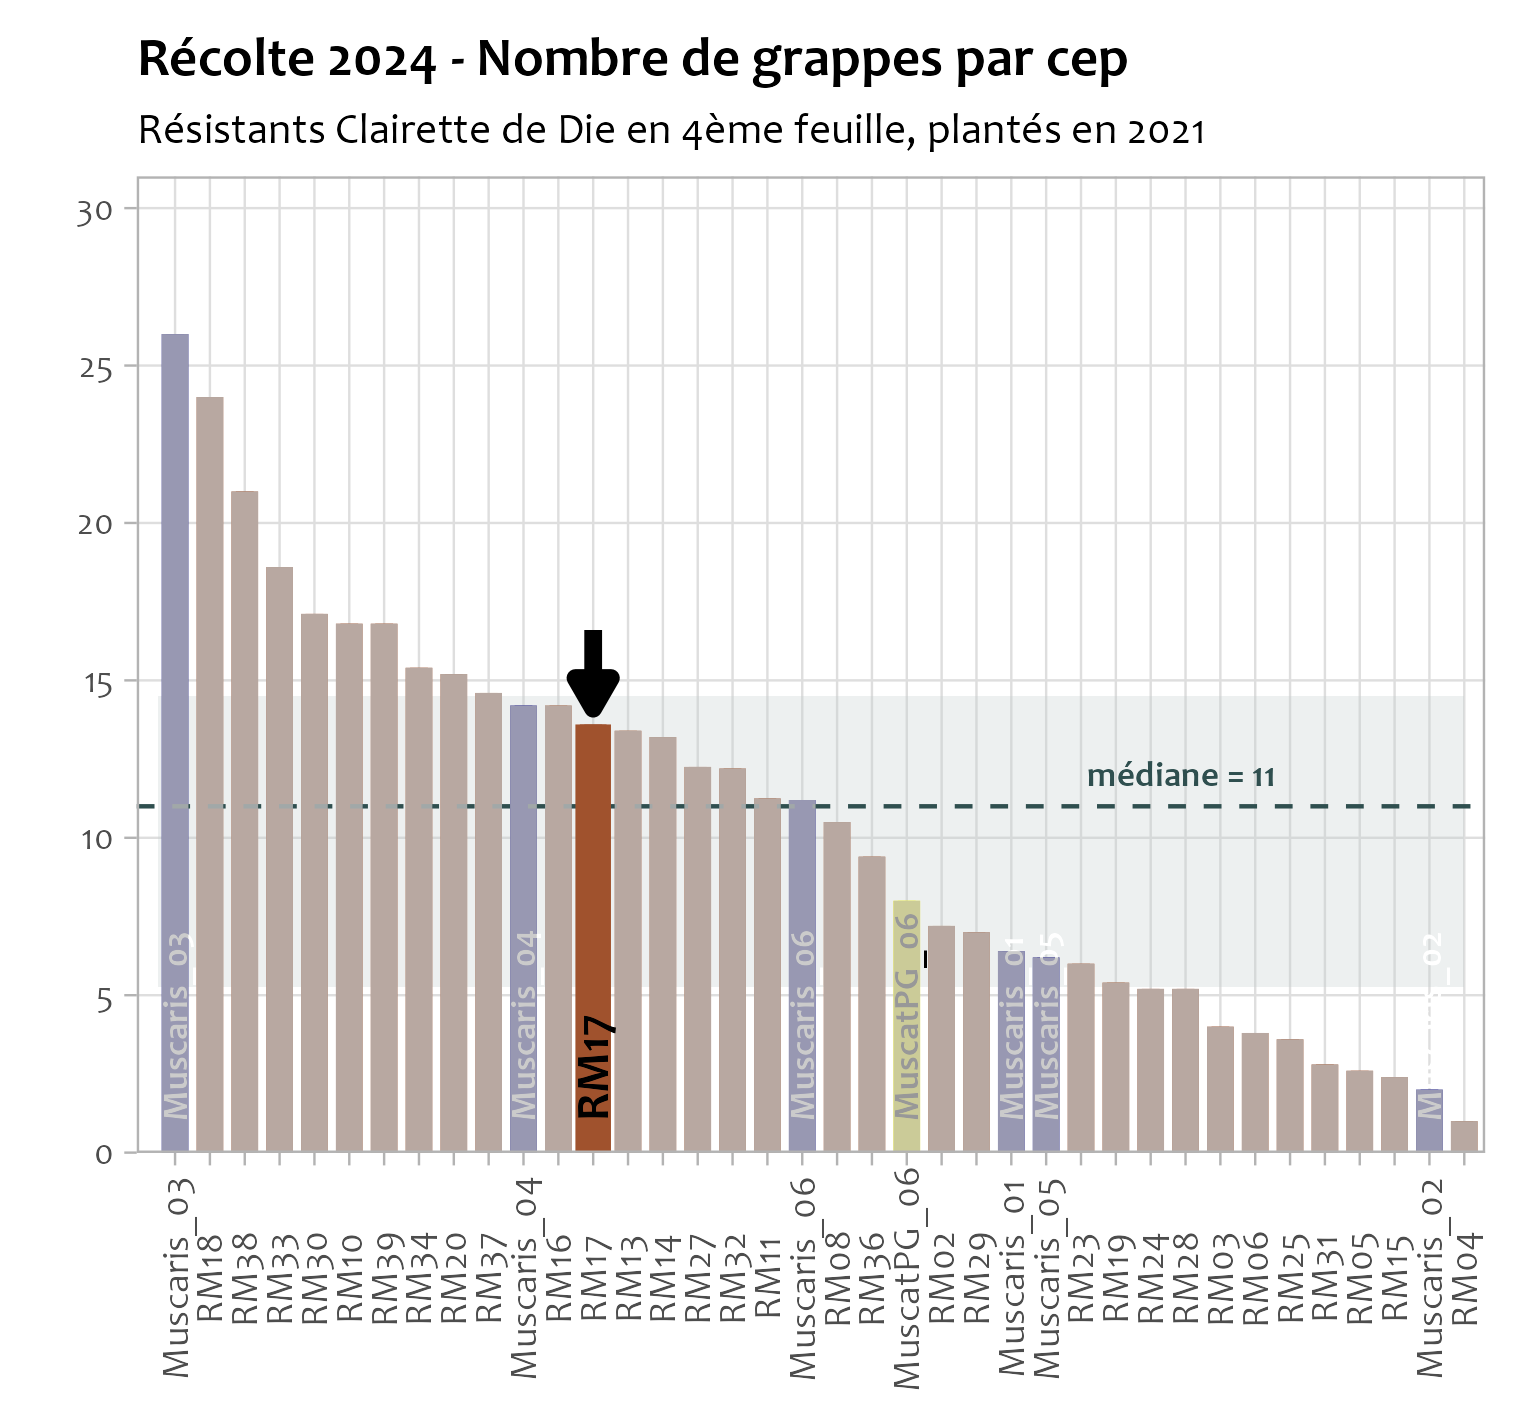 Récolte 2024 - Nombre de grappes par cep
Résistants Clairette de Die en 4ème feuille, plantés en 2021
30
25
20
15
10
5
0
médiane = 11
Muscaris_03
Muscaris_04
RM17
Muscaris_06
MuscatPG_06
Muscaris_01
Muscaris_05
Muscaris_02
Muscaris_03
RM18
RM38
RM33
RM30
RM10
RM39
RM34
RM20
RM37
Muscaris_04
RM16
RM17
RM13
RM14
RM27
RM32
RM11
Muscaris_06
RM08
RM36
MuscatPG_06
RM02
RM29
Muscaris_01
Muscaris_05
RM23
RM19
RM24
RM28
RM03
RM06
RM25
RM31
RM05
RM15
Muscaris_02
RM04